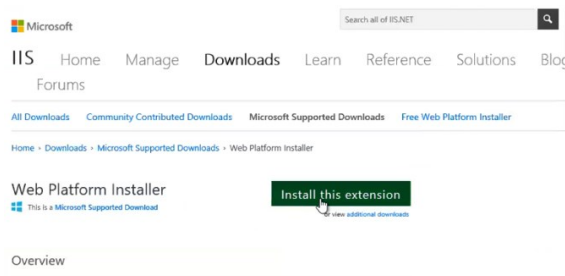 Microsoft
Search all of IIS.NET
IIS Home Manage Downloads Learn Reference Solutions Blog
Forums
All Downloads Community Contributed Downloads Microsoft Supported Downloads Free Web Platform Installer
Home • Downloads • Microsoft Supported Downloads • Web Platform Installer
Web Platform Installer
Install this extension
This is a Microsoft Supported Download
or view additional downloads
Overview